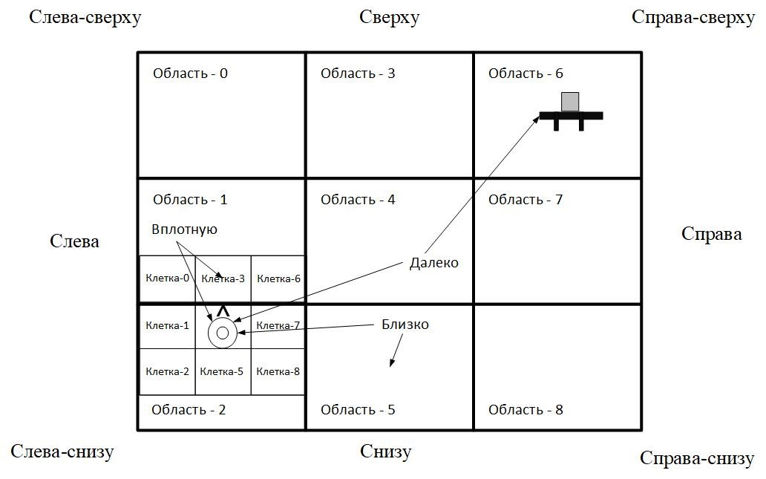 Слева-сверху
Сверху
Справа-сверху
Область - 0
Область - 3
Область - 6
Область - 1
Область - 4
Область - 7
Вплотную
Слева
Справа
Далеко
Клетка-0
Клетка-3
Клетка-6
Клетка-1
Клетка-7
Близко
Клетка-2
Клетка-5
Клетка-8
Область - 2
Область - 5
Область - 8
Слева-снизу
Снизу
Справа-снизу